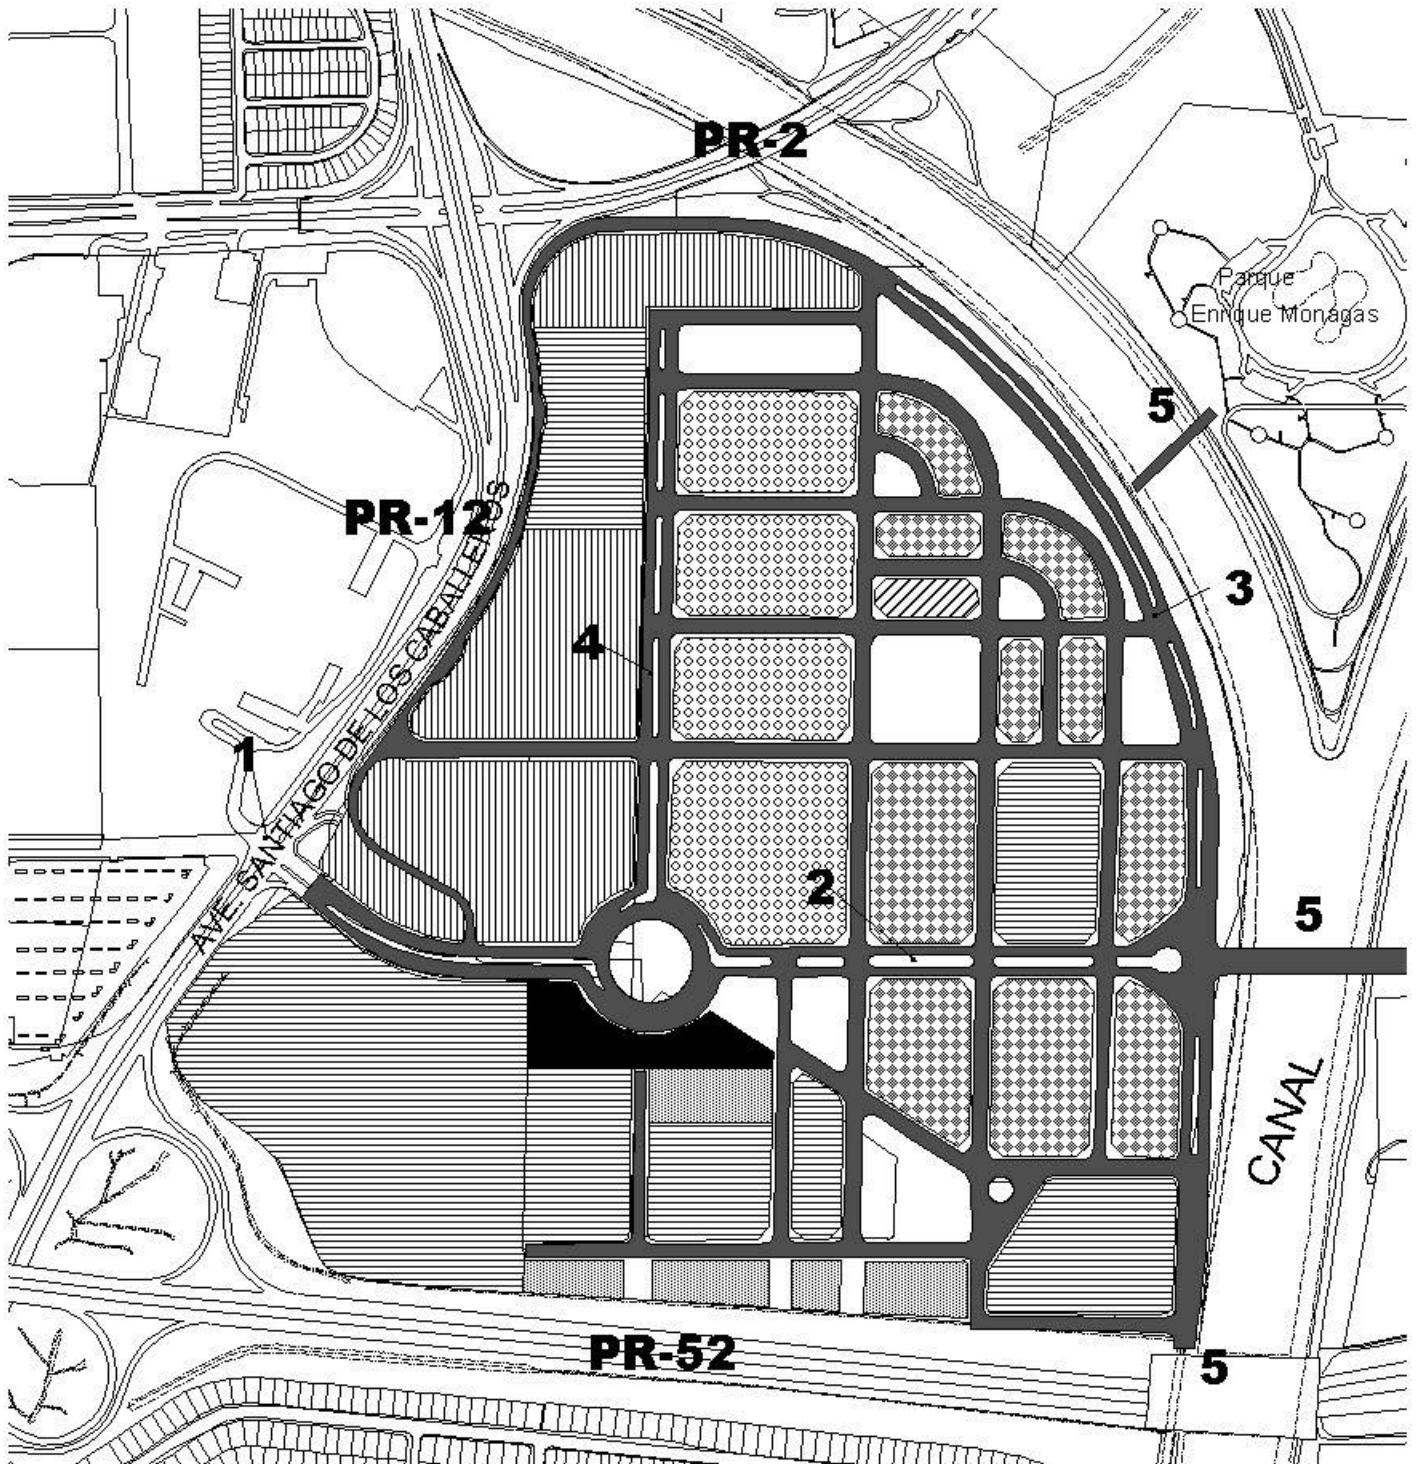 PR-2
Parque
Enrique Monagas
5
PR-12
AVE. SANTIAGO DE LOS CABALLEROS
3
4
1
2
5
CANAL
PR-52
5